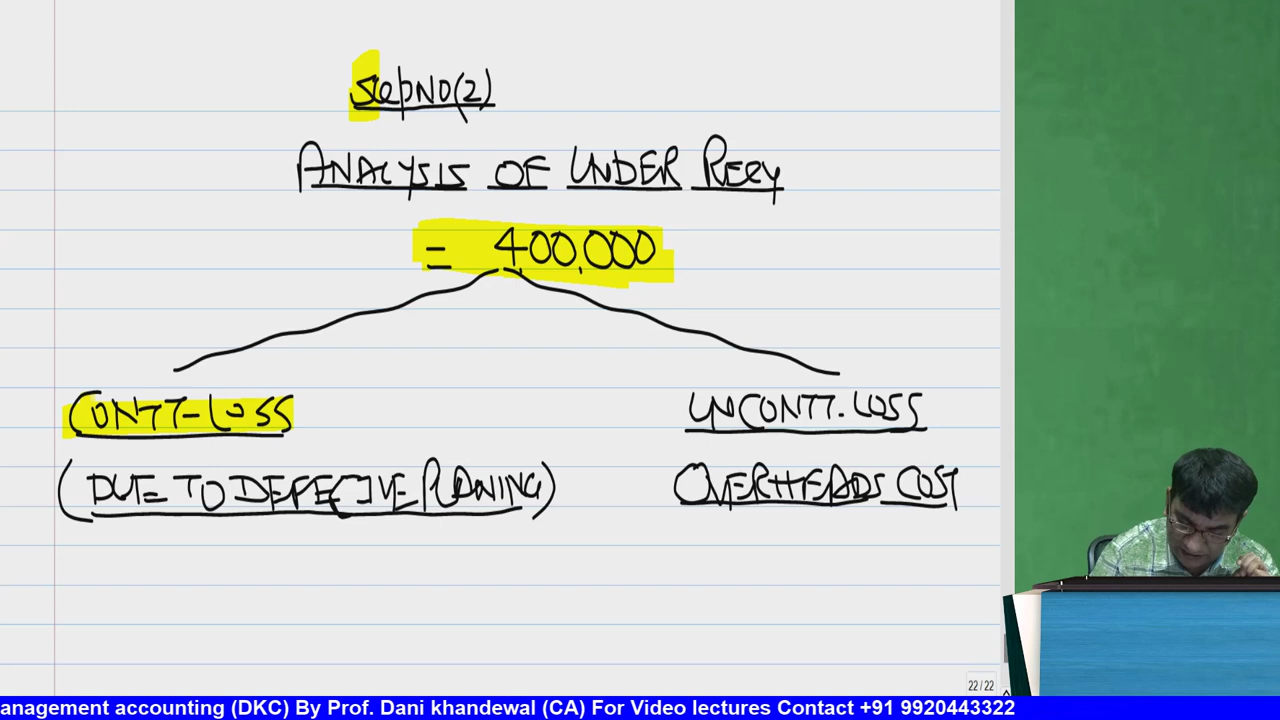 Step NO(2)
ANALYSIS OF UNDER RECY
= 400,000
CONTT-LOSS
UNCONTT.LOSS
(DUE TO DEFECTIVE PLANNING)
OVERHEADS COST
22/22
anagement accounting (DKC) By Prof. Dani khandewal (CA) For Video lectures Contact +91 9920443322